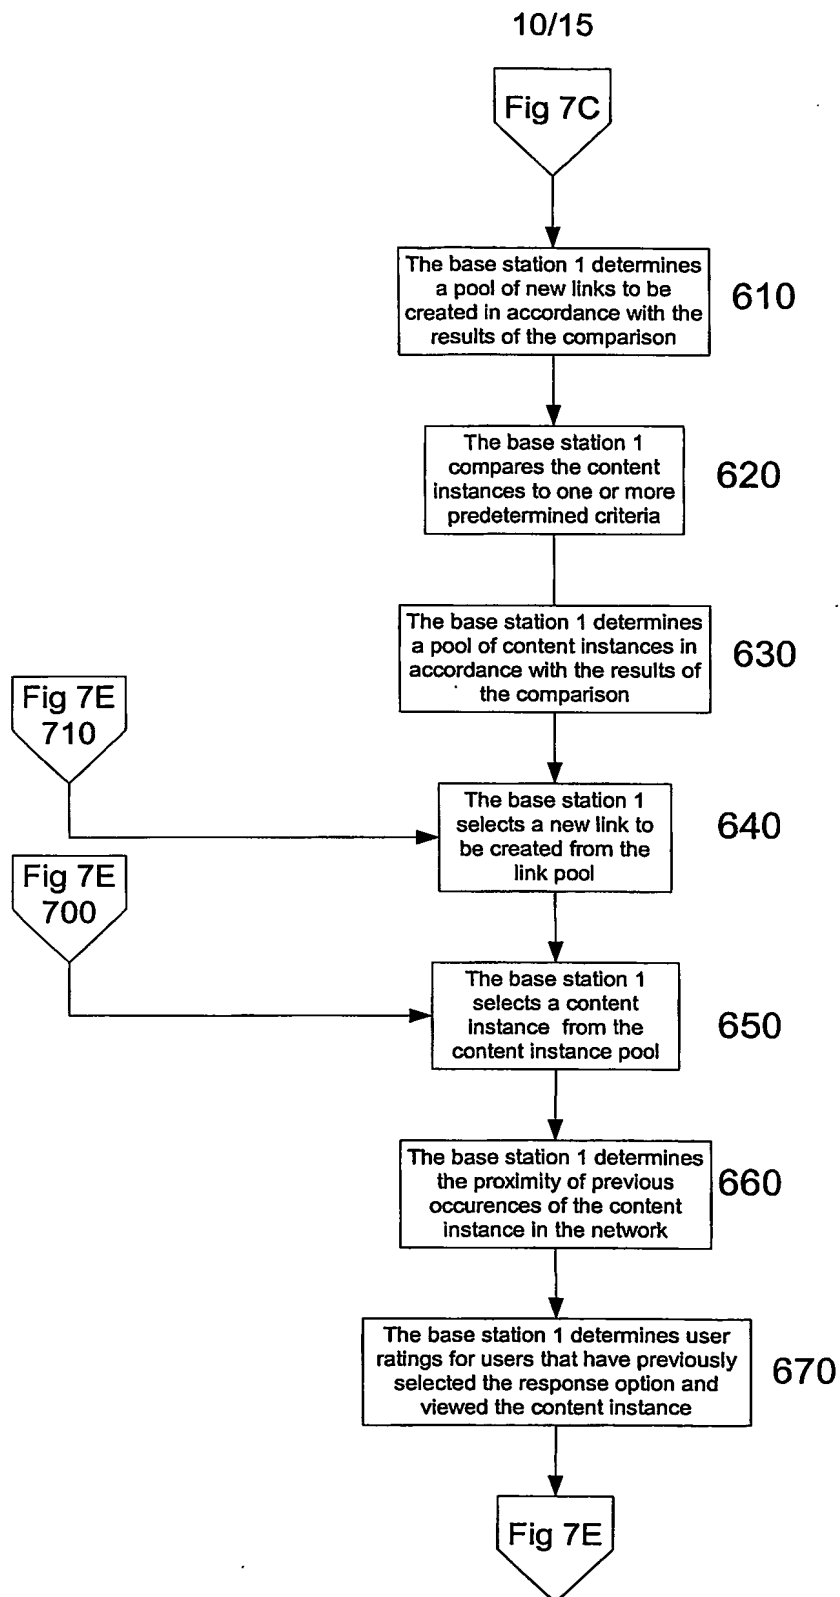 10/15
Fig 7C
The base station 1 determines
a pool of new links to be
created in accordance with the
results of the comparison
610
The base station 1
compares the content
instances to one or more
predetermined criteria
620
The base station 1 determines
a pool of content instances in
accordance with the results of
the comparison
630
Fig 7E
710
The base station 1
selects a new link to
be created from the
link pool
640
Fig 7E
700
The base station 1
selects a content
instance from the
content instance pool
650
The base station 1 determines
the proximity of previous
occurences of the content
instance in the network
660
The base station 1 determines user
ratings for users that have previously
selected the response option and
viewed the content instance
670
Fig 7E